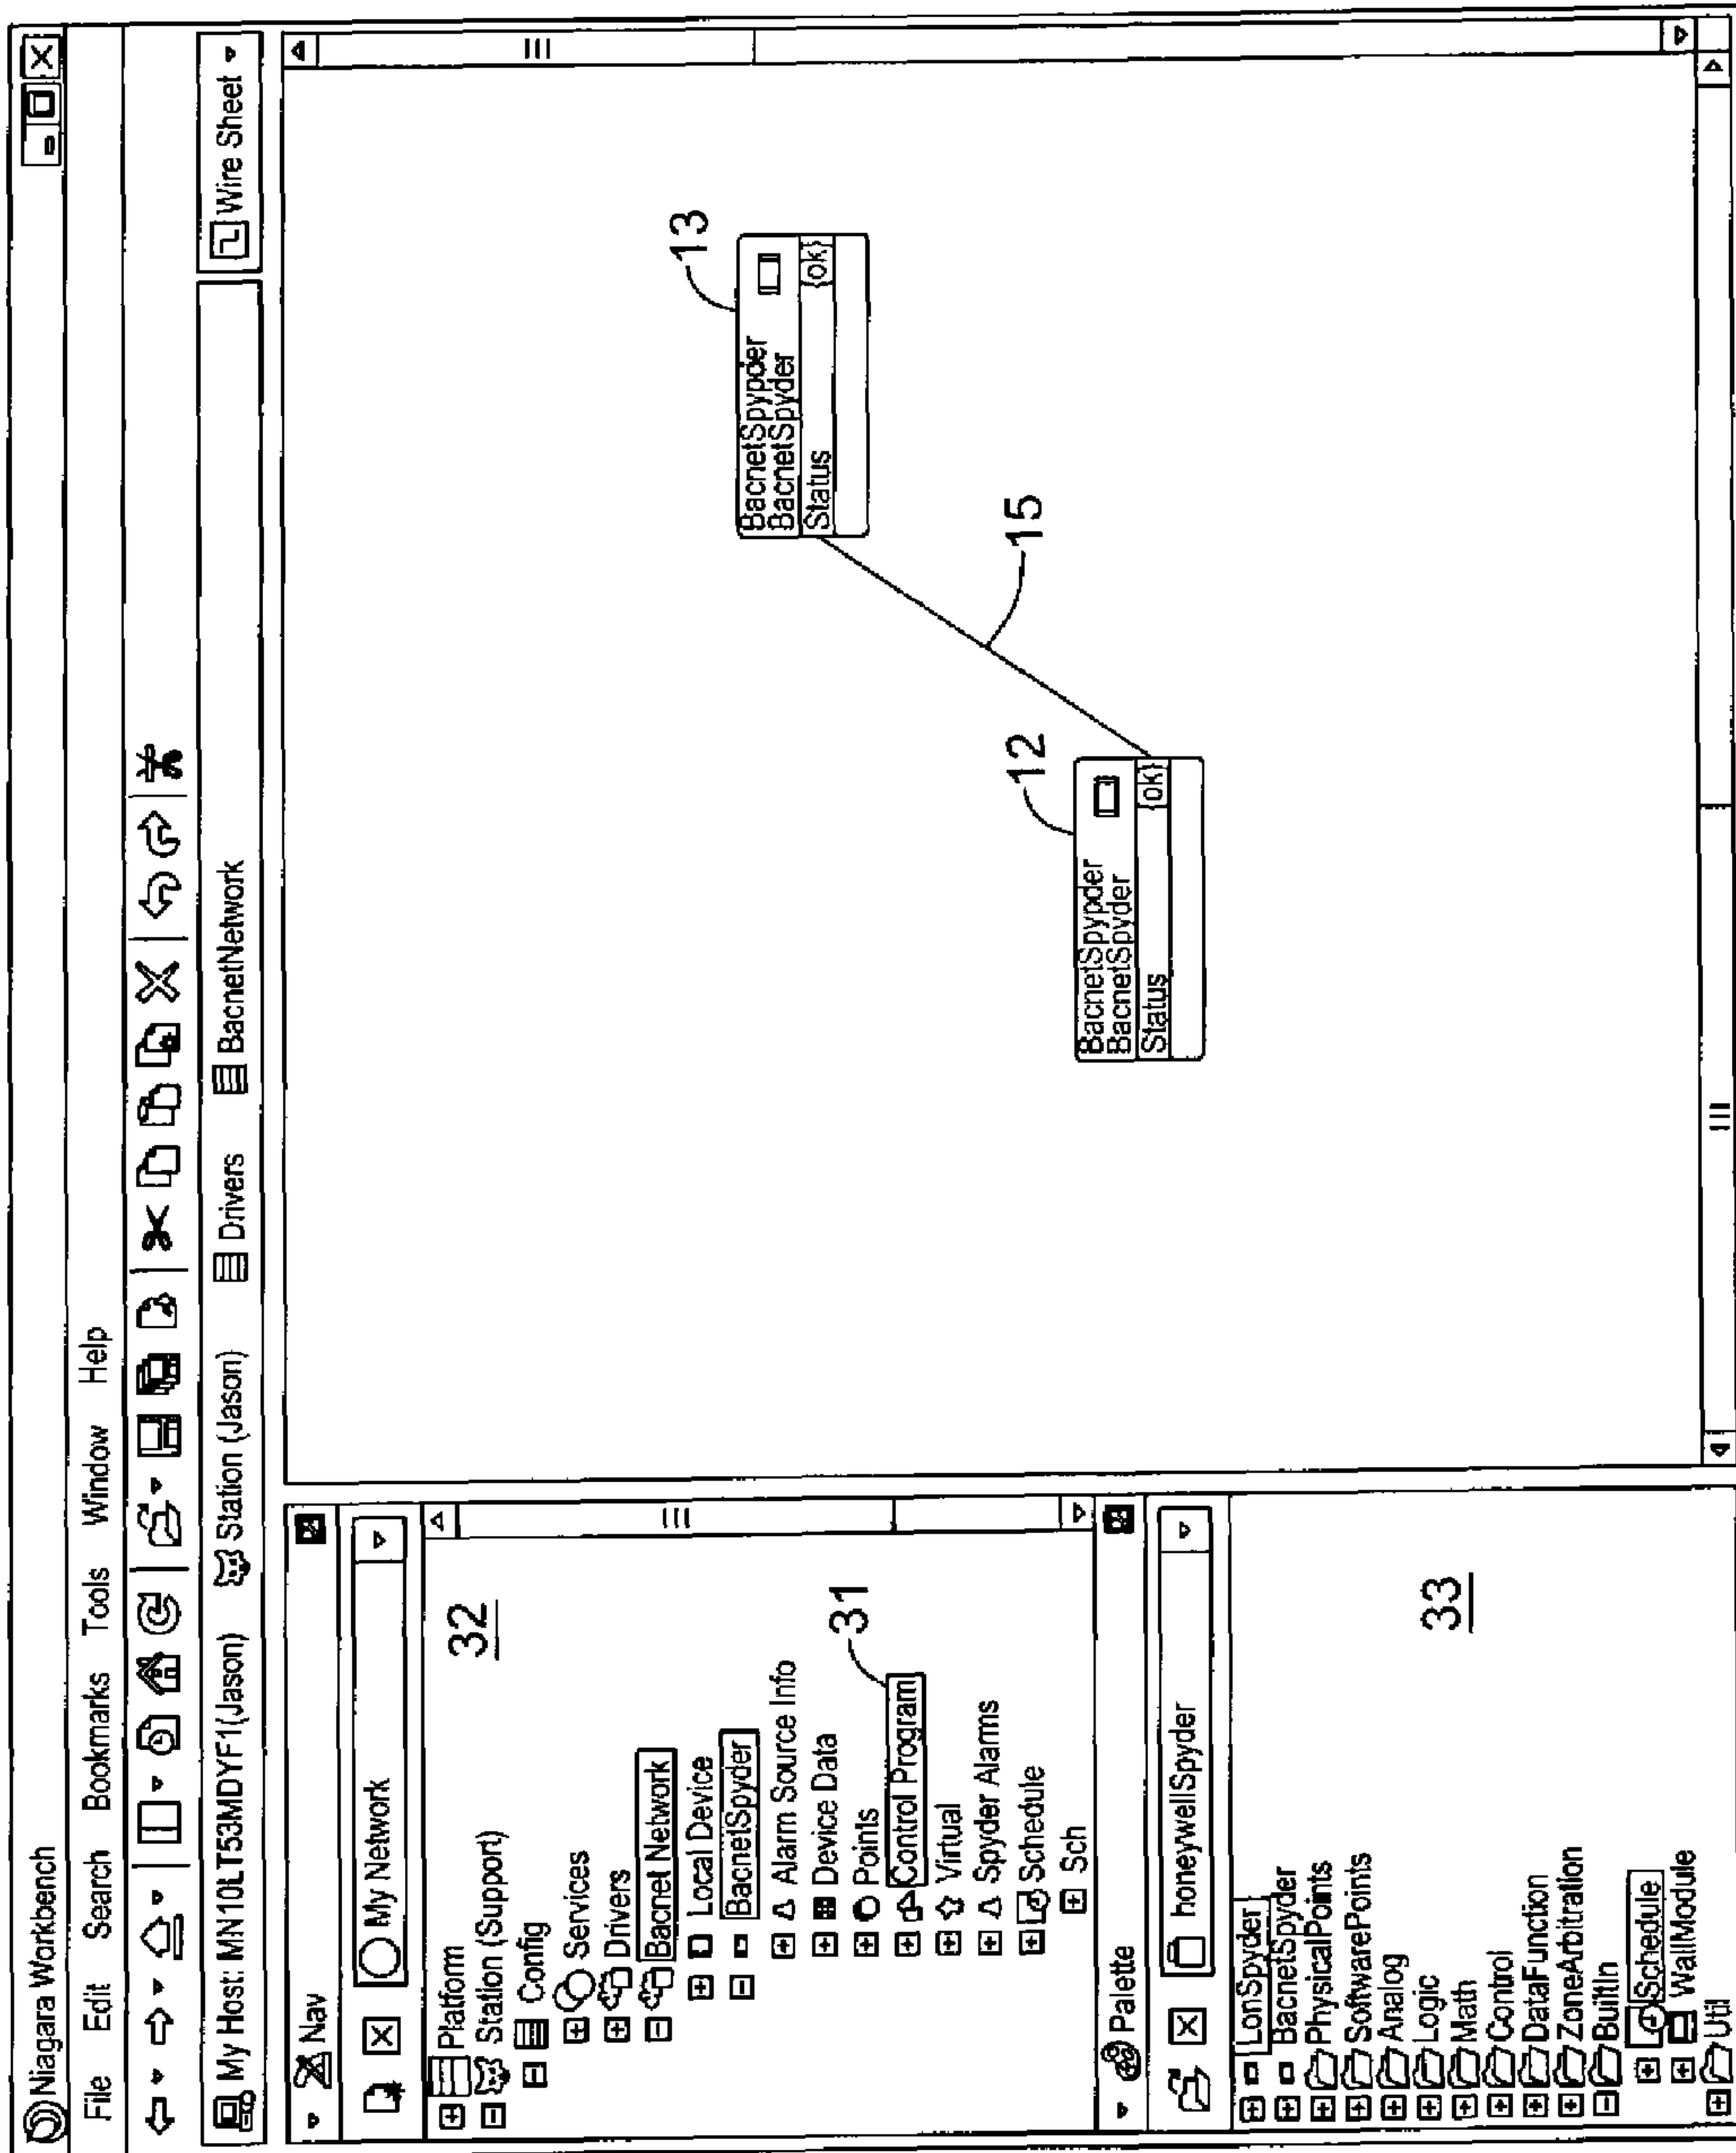 Niagara Workbench
File Edit Search Bookmarks Tools Window Help
My Host: MN10LT53MDYF1(Jason) Station (Jason) Drivers BacnetNetwork Wire Sheet
Nav
My Network
Platform
Station (Support)
Config
Services
Drivers
Bacnet Network
Local Device
BacnetSpyder
Alarm Source Info
Device Data
Points
Control Program
Virtual
Spyder Alarms
Schedule
Sch
32
31
Palette
honeywellSpyder
LonSpyder
BacnetSpyder
PhysicalPoints
SoftwarePoints
Analog
Logic
Math
Control
DataFunction
ZoneArbitration
BuiltIn
Schedule
WallModule
Util
33
12
BacnetSpypder
BacnetSpyder
Status {ok}
15
13
BacnetSpypder
BacnetSpyder
Status {ok}